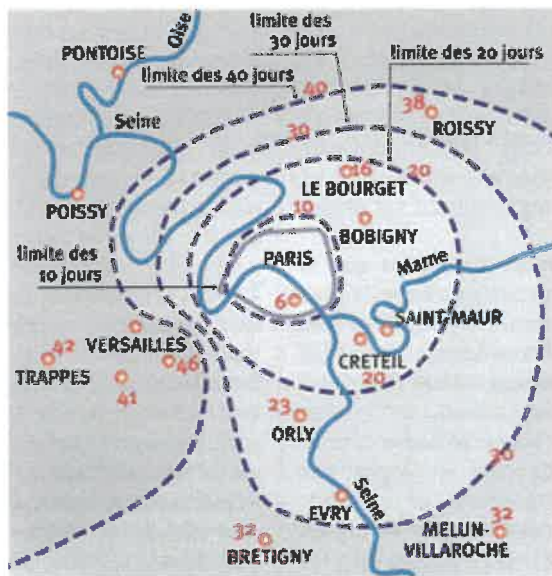 PONTOISE
Oise
limite des
30 jours
limite des 20 jours
limite des 40 jours
40
38
ROISSY
Seine
30
16
20
LE BOURGET
POISSY
10
BOBIGNY
limite des
10 jours
PARIS
Marne
6
SAINT-MAUR
VERSAILLES
CRETEIL
42
TRAPPES
46
41
20
23
ORLY
30
Seine
EVRY
32
BRETIGNY
32
MELUN-
VILLAROCHE